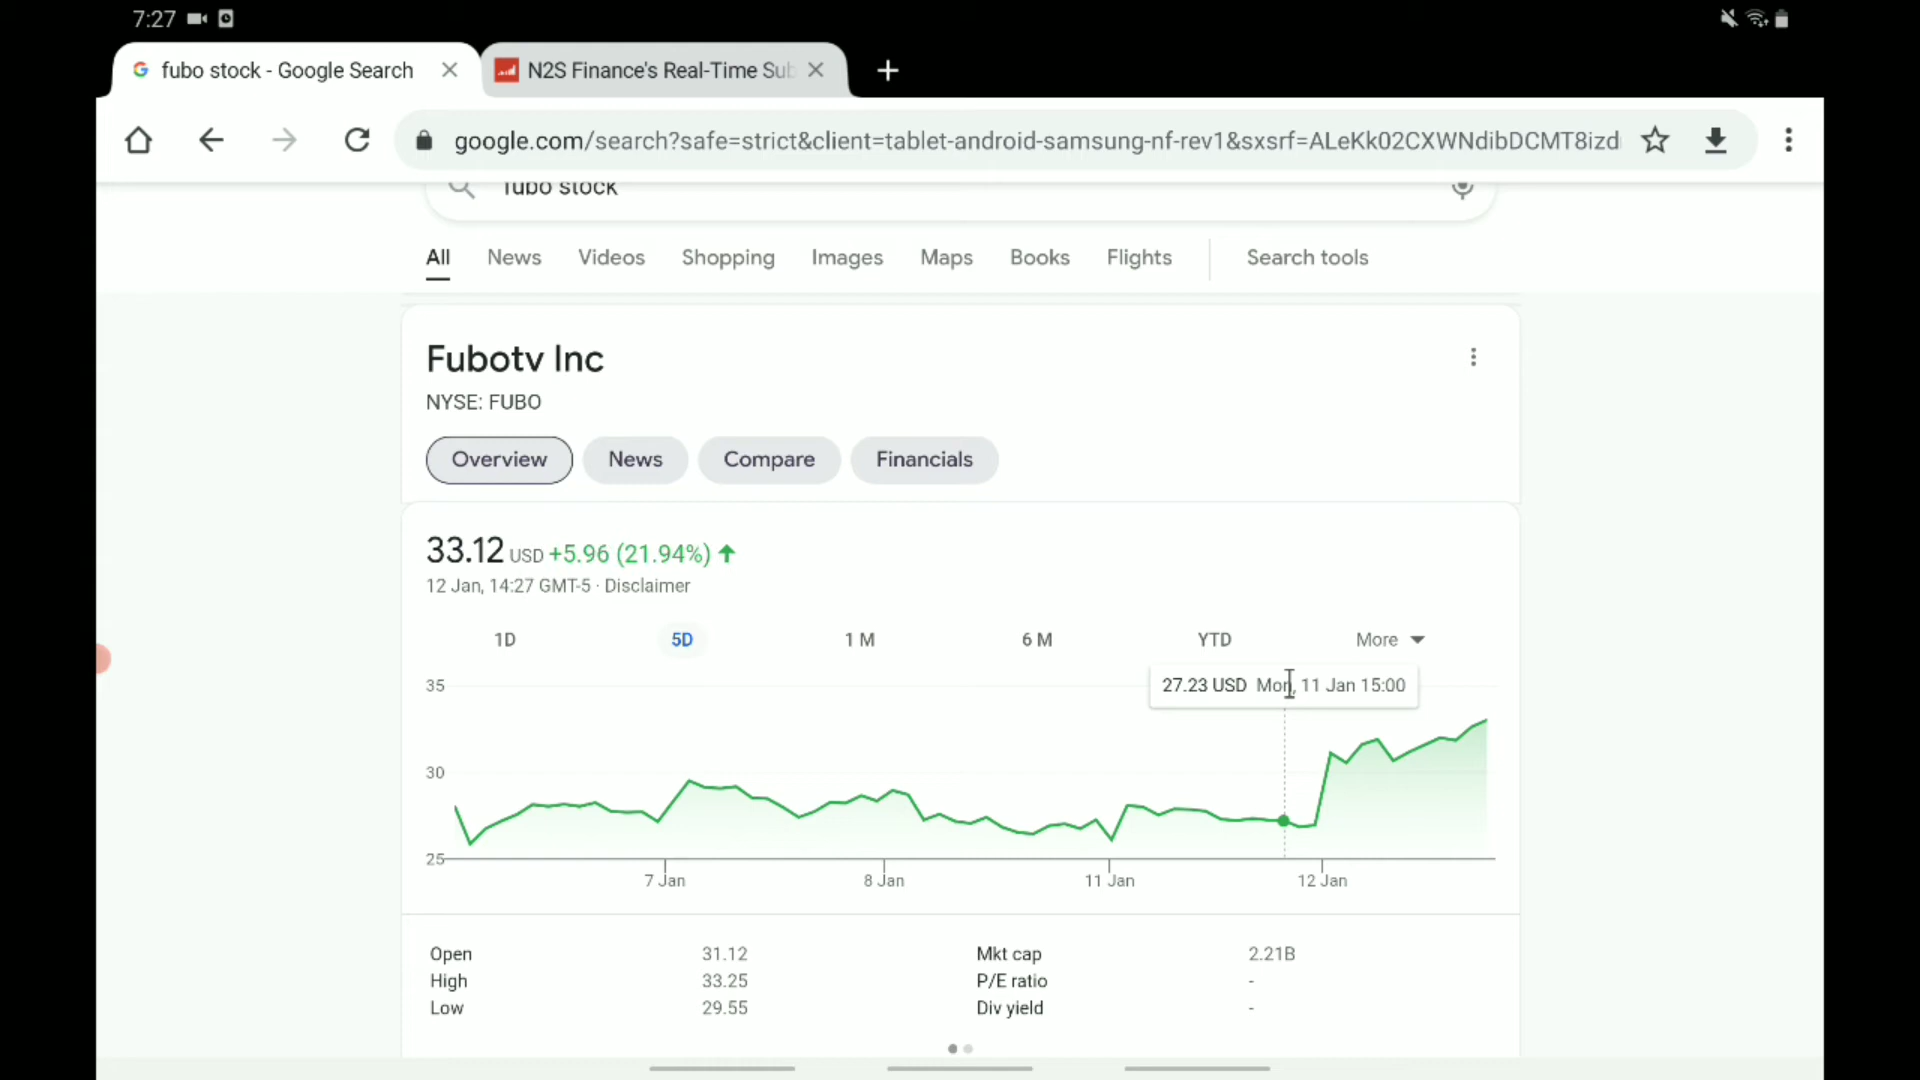 7:27
fubo stock - Google Search
N2S Finance's Real-Time Sub
google.com/search?safe=strict&client=tablet-android-samsung-nf-rev1&sxsrf=ALeKk02CXWNdibDCMT8izd
fubo stock
All News Videos Shopping Images Maps Books Flights Search tools
Fubotv Inc
NYSE: FUBO
Overview News Compare Financials
33.12 USD +5.96 (21.94%)
12 Jan, 14:27 GMT-5 · Disclaimer
1D 5D 1 M 6 M YTD More
27.23 USD Mon, 11 Jan 15:00
35
30
25
7 Jan 8 Jan 11 Jan 12 Jan
Open 31.12 Mkt cap 2.21B
High 33.25 P/E ratio -
Low 29.55 Div yield -